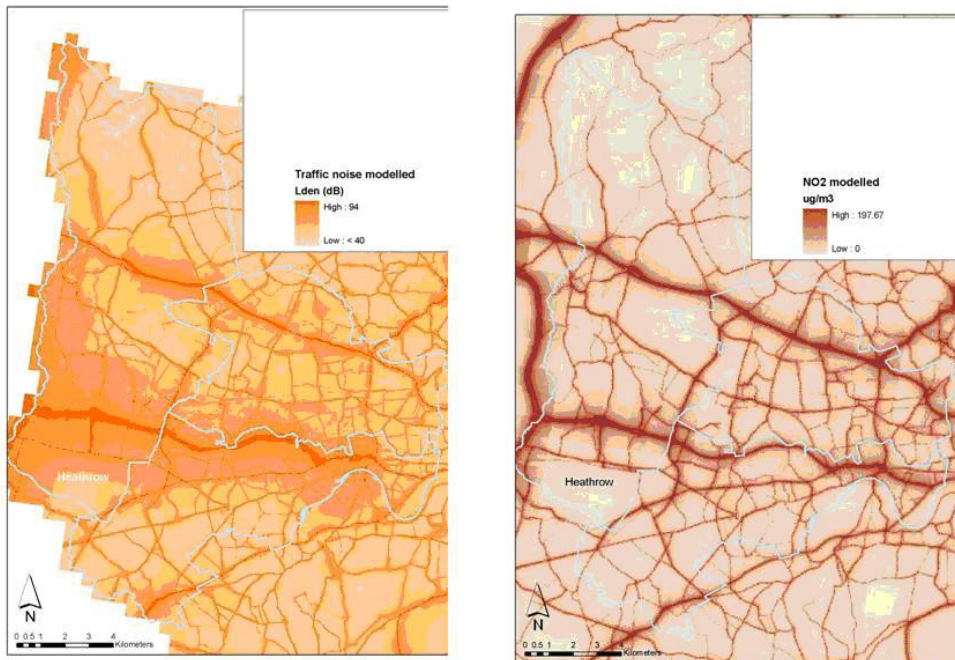 Traffic noise modelled
Lden (dB)
High : 94
Low : < 40
Heathrow
N
0 0.5 1 2 3 4
Kilometers
NO2 modelled
ug/m3
High : 197.67
Low : 0
Heathrow
N
0 0.5 1 2 3 4
Kilometers